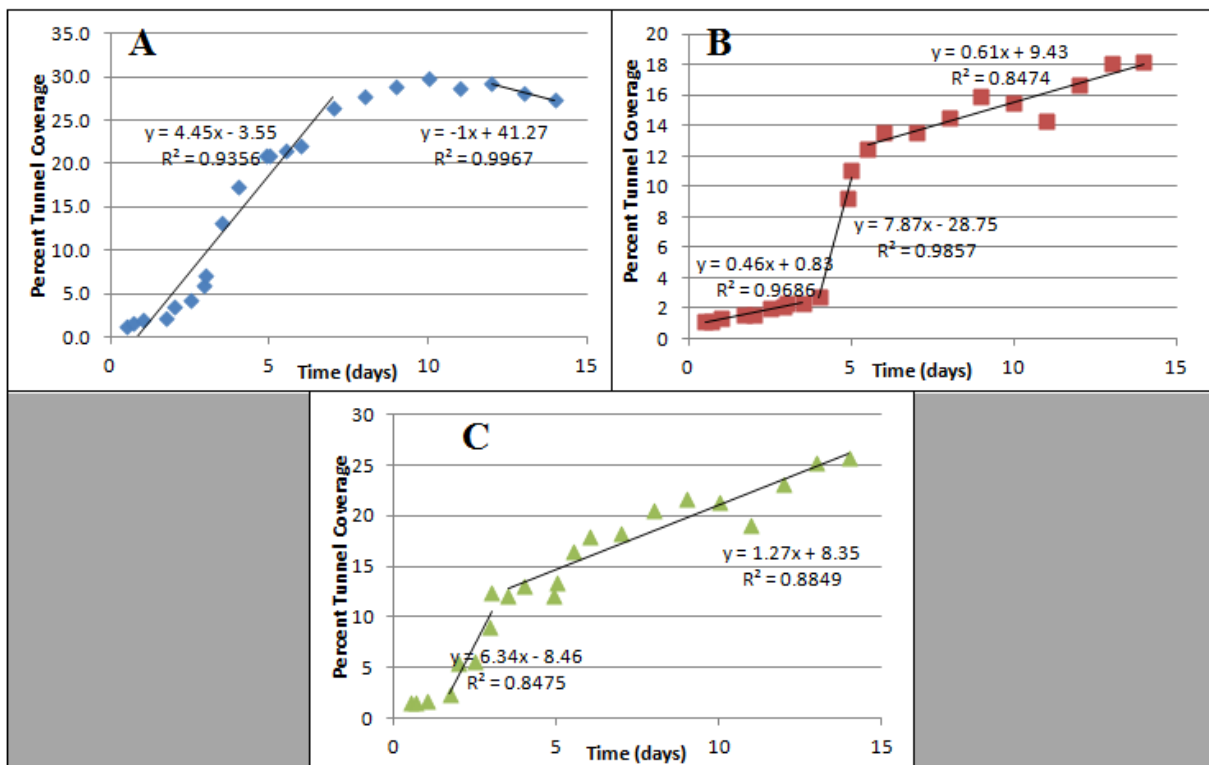 A
Percent Tunnel Coverage
35.0
30.0
25.0
20.0
15.0
10.0
5.0
0.0
y = 4.45x - 3.55
R² = 0.9356
y = -1x + 41.27
R² = 0.9967
0
5
10
15
Time (days)
B
Percent Tunnel Coverage
20
18
16
14
12
10
8
6
4
2
0
y = 0.61x + 9.43
R² = 0.8474
y = 7.87x - 28.75
R² = 0.9857
y = 0.46x + 0.83
R² = 0.9686
0
5
10
15
Time (days)
C
Percent Tunnel Coverage
30
25
20
15
10
5
0
y = 1.27x + 8.35
R² = 0.8849
y = 6.34x - 8.46
R² = 0.8475
0
5
10
15
Time (days)